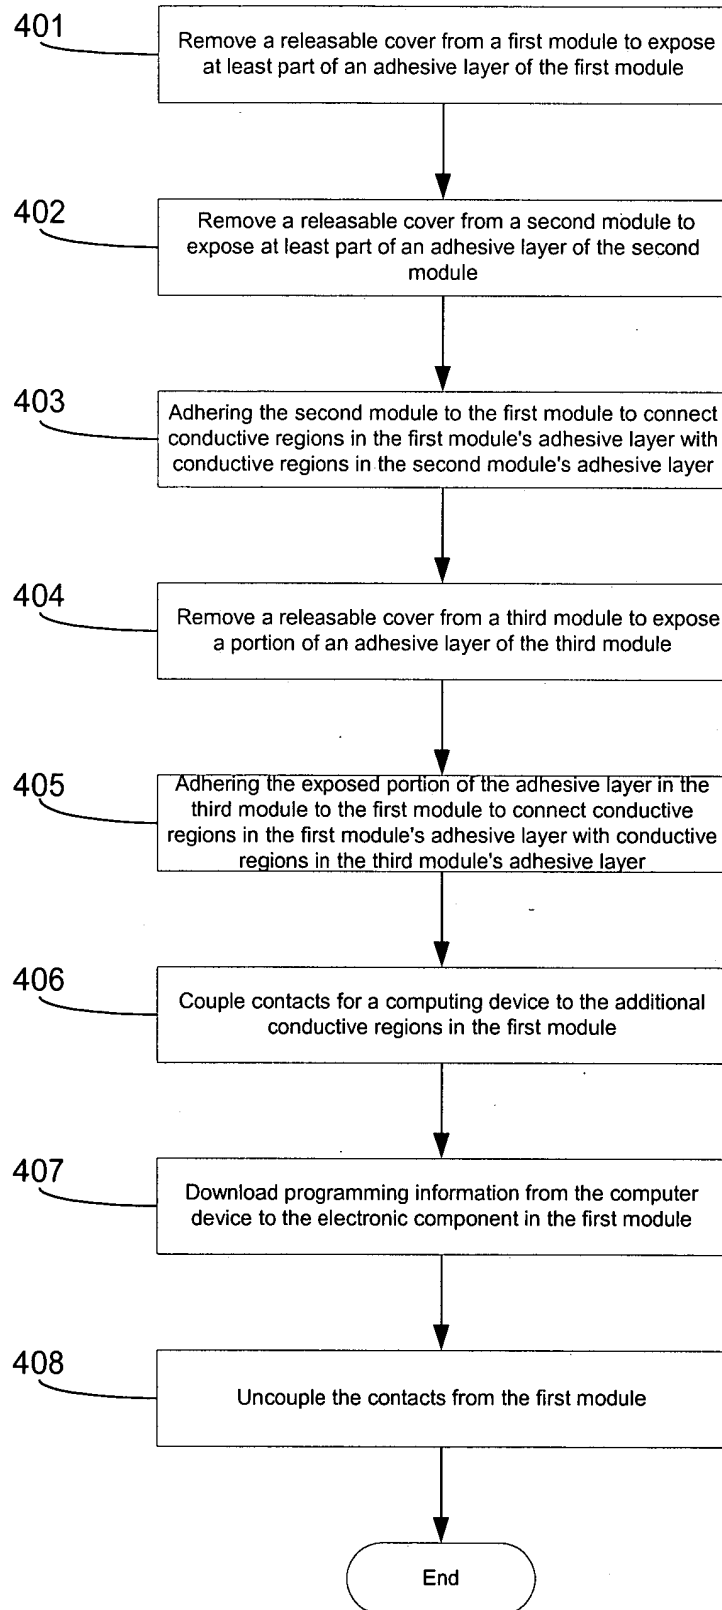 401
Remove a releasable cover from a first module to expose
at least part of an adhesive layer of the first module
402
Remove a releasable cover from a second module to
expose at least part of an adhesive layer of the second
module
403
Adhering the second module to the first module to connect
conductive regions in the first module's adhesive layer with
conductive regions in the second module's adhesive layer
404
Remove a releasable cover from a third module to expose
a portion of an adhesive layer of the third module
405
Adhering the exposed portion of the adhesive layer in the
third module to the first module to connect conductive
regions in the first module's adhesive layer with conductive
regions in the third module's adhesive layer
406
Couple contacts for a computing device to the additional
conductive regions in the first module
407
Download programming information from the computer
device to the electronic component in the first module
408
Uncouple the contacts from the first module
End